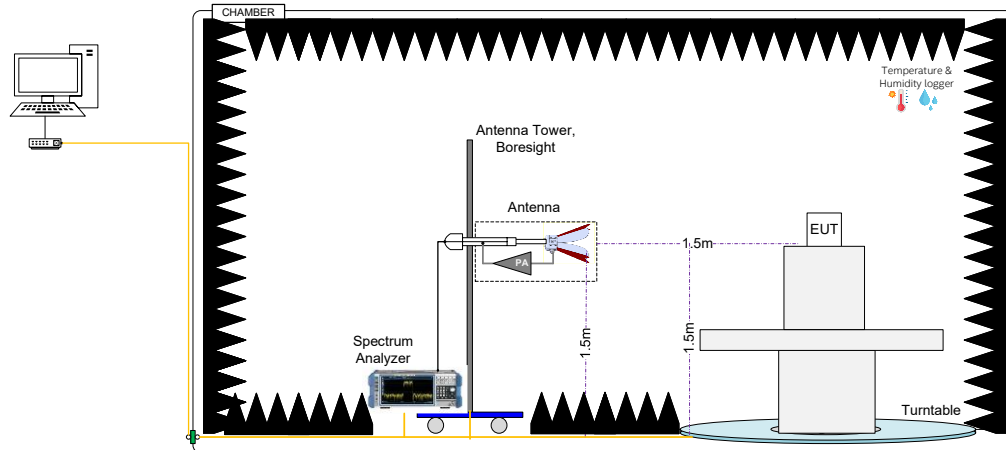 CHAMBER
Temperature &
Humidity logger
Antenna Tower,
Boresight
Antenna
PA
EUT
1.5m
1.5m
1.5m
Spectrum
Analyzer
Turntable